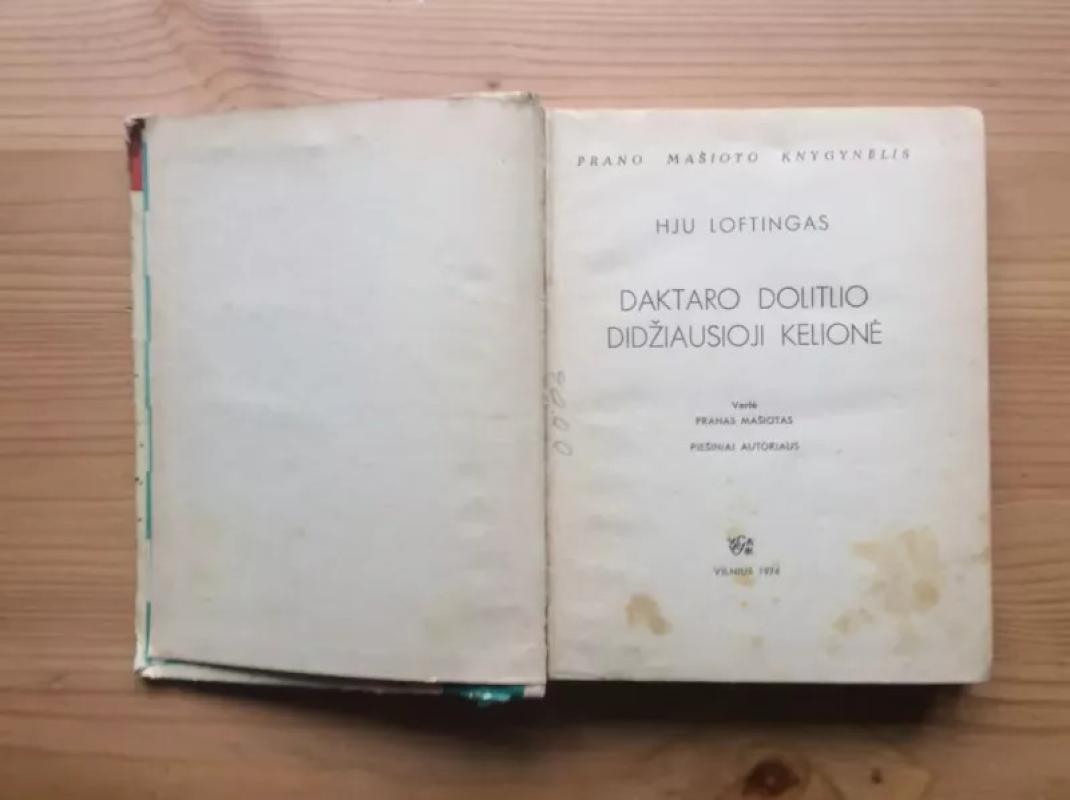 PRANO MAŠIOTO KNYGYNĖLIS
HJU LOFTINGAS
DAKTARO DOLITLIO
DIDŽIAUSIOJI KELIONĖ
Vertė
PRANAS MAŠIOTAS
PIEŠINIAI AUTORIAUS
VILNIUS 1974